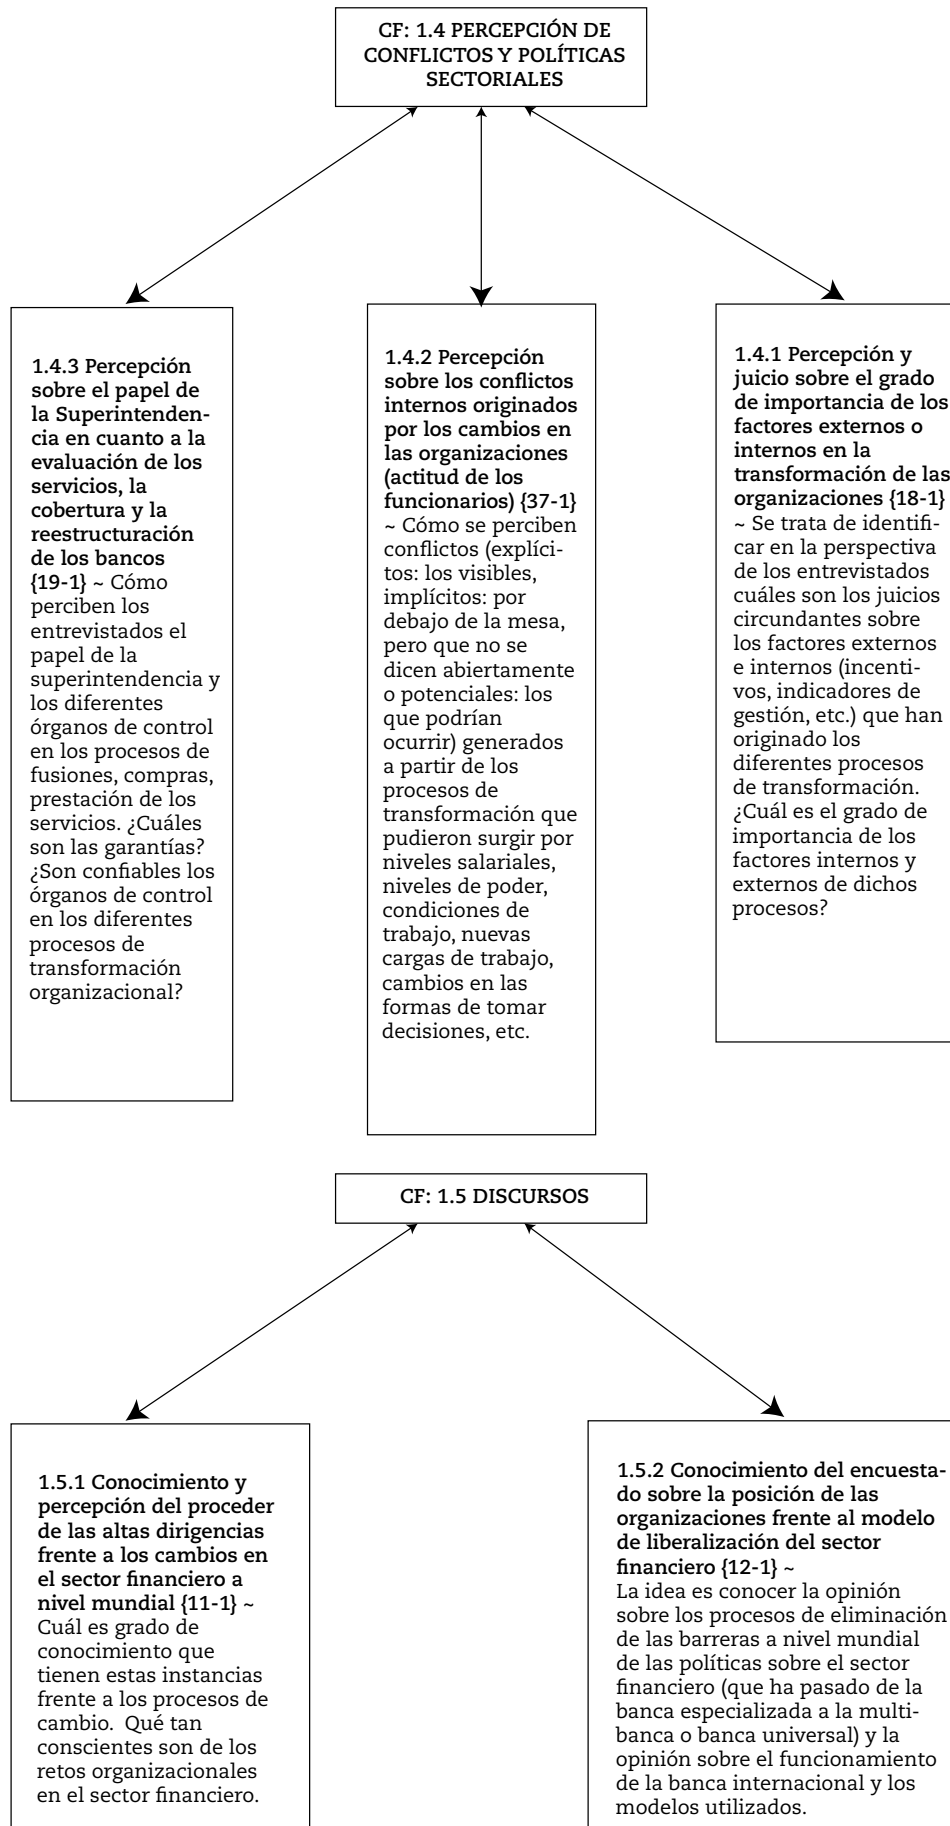 CF: 1.4 PERCEPCIÓN DE
CONFLICTOS Y POLÍTICAS
SECTORIALES
1.4.3 Percepción
sobre el papel de
la Superintenden-
cia en cuanto a la
evaluación de los
servicios, la
cobertura y la
reestructuración
de los bancos
{19-1} ~ Cómo
perciben los
entrevistados el
papel de la
superintendencia y
los diferentes
órganos de control
en los procesos de
fusiones, compras,
prestación de los
servicios. ¿Cuáles
son las garantías?
¿Son confiables los
órganos de control
en los diferentes
procesos de
transformación
organizacional?
1.4.2 Percepción
sobre los conflictos
internos originados
por los cambios en
las organizaciones
(actitud de los
funcionarios) {37-1}
~ Cómo se perciben
conflictos (explíci-
tos: los visibles,
implícitos: por
debajo de la mesa,
pero que no se
dicen abiertamente
o potenciales: los
que podrían
ocurrir) generados
a partir de los
procesos de
transformación que
pudieron surgir por
niveles salariales,
niveles de poder,
condiciones de
trabajo, nuevas
cargas de trabajo,
cambios en las
formas de tomar
decisiones, etc.
1.4.1 Percepción y
juicio sobre el grado
de importancia de los
factores externos o
internos en la
transformación de las
organizaciones {18-1}
~ Se trata de identifi-
car en la perspectiva
de los entrevistados
cuáles son los juicios
circundantes sobre
los factores externos
e internos (incenti-
vos, indicadores de
gestión, etc.) que han
originado los
diferentes procesos
de transformación.
¿Cuál es el grado de
importancia de los
factores internos y
externos de dichos
procesos?
CF: 1.5 DISCURSOS
1.5.1 Conocimiento y
percepción del proceder
de las altas dirigencias
frente a los cambios en
el sector financiero a
nivel mundial {11-1} ~
Cuál es grado de
conocimiento que
tienen estas instancias
frente a los procesos de
cambio. Qué tan
conscientes son de los
retos organizacionales
en el sector financiero.
1.5.2 Conocimiento del encuesta-
do sobre la posición de las
organizaciones frente al modelo
de liberalización del sector
financiero {12-1} ~
La idea es conocer la opinión
sobre los procesos de eliminación
de las barreras a nivel mundial
de las políticas sobre el sector
financiero (que ha pasado de la
banca especializada a la multi-
banca o banca universal) y la
opinión sobre el funcionamiento
de la banca internacional y los
modelos utilizados.